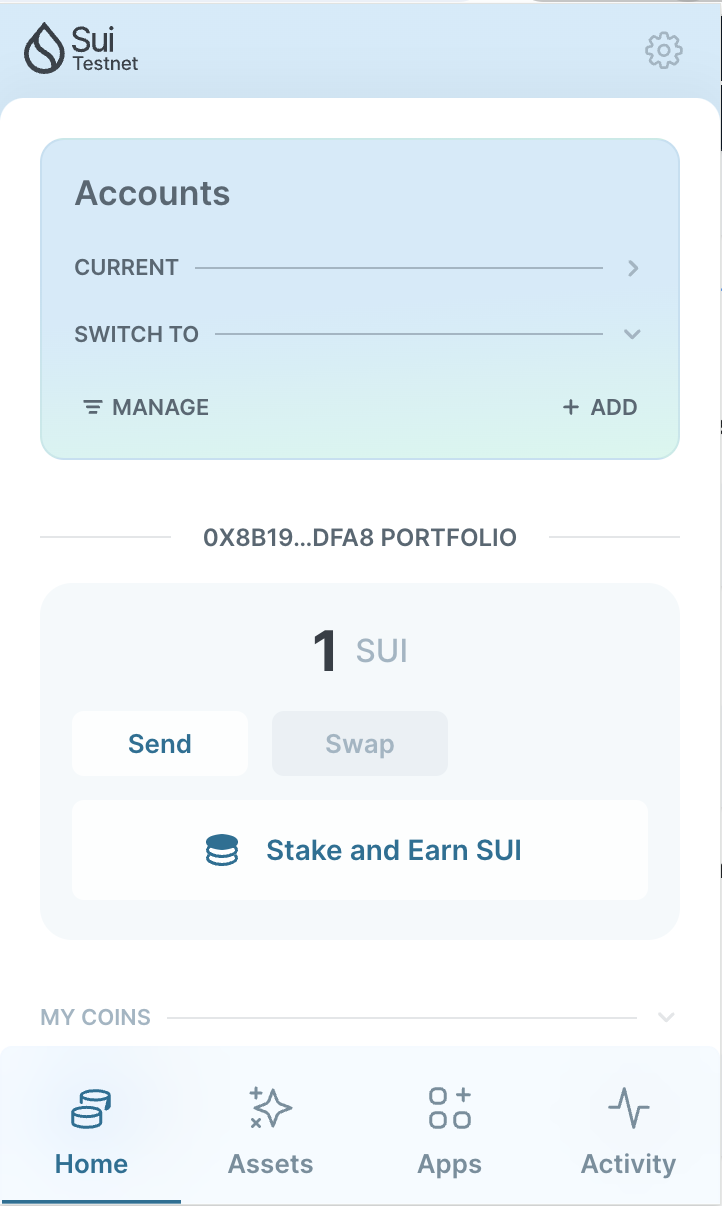 Sui
Testnet
Accounts
CURRENT
SWITCH TO
MANAGE
+ ADD
0X8B19...DFA8 PORTFOLIO
1 SUI
Send
Swap
Stake and Earn SUI
MY COINS
Home
Assets
Apps
Activity